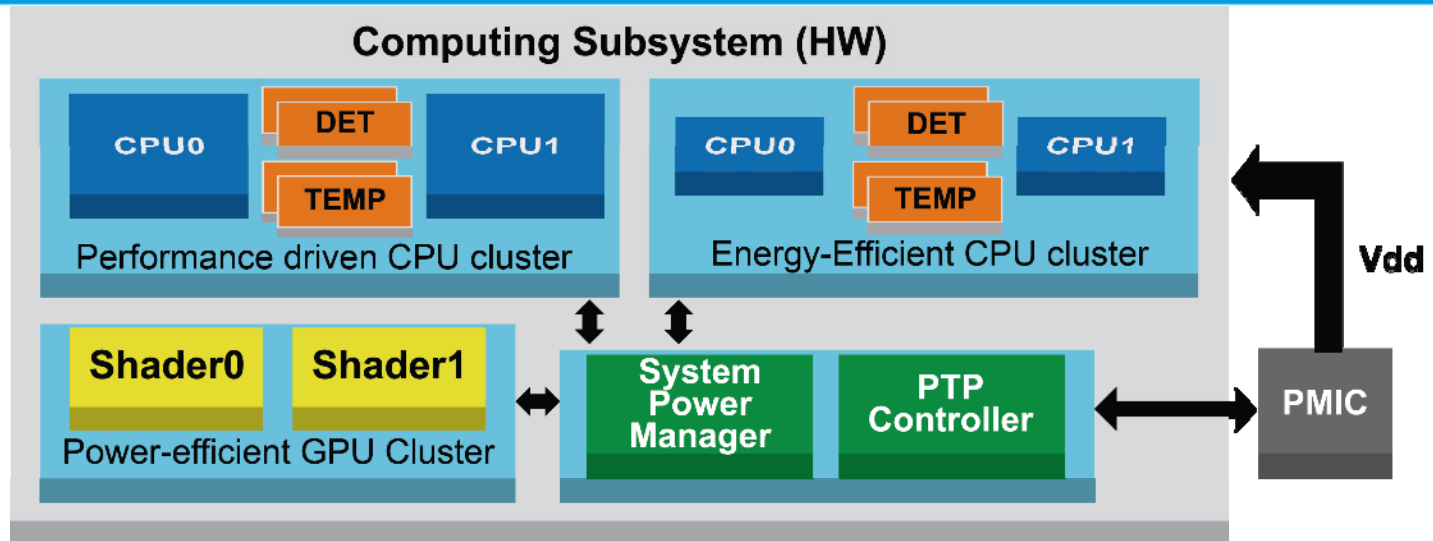 Computing Subsystem (HW)
CPU0
DET
TEMP
CPU1
Performance driven CPU cluster
CPU0
DET
TEMP
CPU1
Energy-Efficient CPU cluster
Vdd
Shader0
Shader1
Power-efficient GPU Cluster
System
Power
Manager
PTP
Controller
PMIC